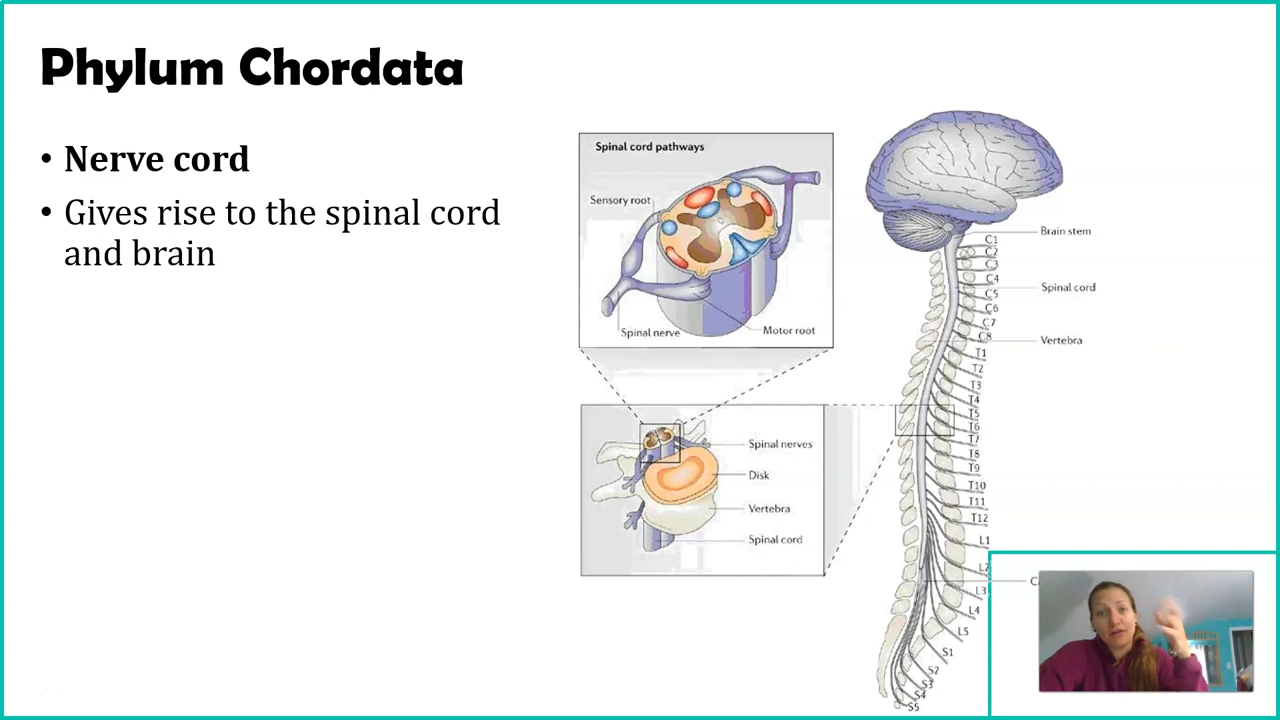 Phylum Chordata
• Nerve cord
• Gives rise to the spinal cord
and brain
Spinal cord pathways
Sensory root
Spinal nerve
Motor root
Spinal nerves
Disk
Vertebra
Spinal cord
Brain stem
Spinal cord
Vertebra
C1
C2
C3
C4
C5
C6
C7
C8
T1
T2
T3
T4
T5
T6
T7
T8
T9
T10
T11
T12
L1
L2
L3
L4
L5
S1
S2
S3
S4
S5